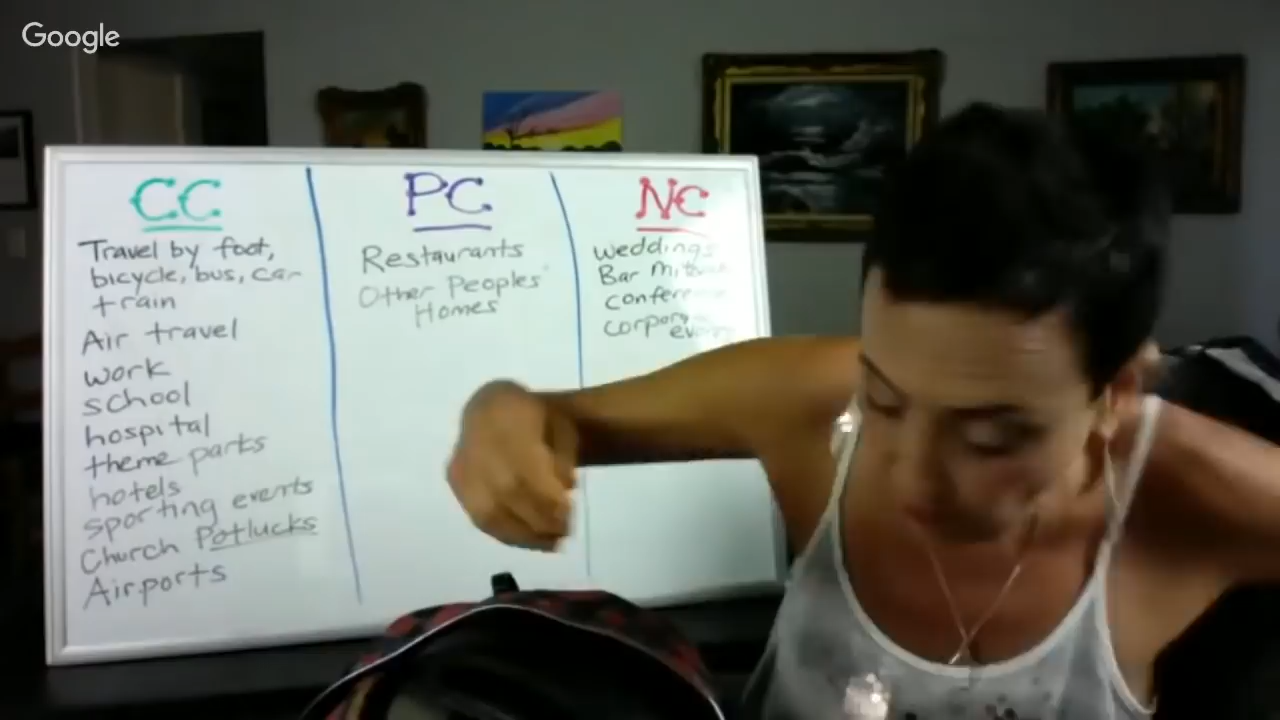 Google
CC
Travel by foot,
bicycle, bus, car
train
Air travel
work
school
hospital
theme parks
hotels
sporting events
Church Potlucks
Airports
PC
Restaurants
Other Peoples'
Homes
NC
weddings
Bar